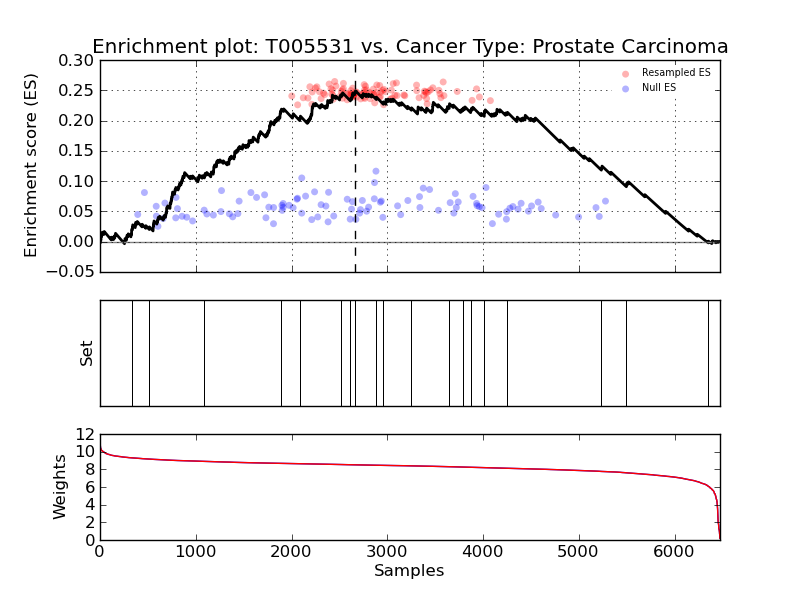 Enrichment plot: T005531 vs. Cancer Type: Prostate Carcinoma
0.30
0.25
0.20
0.15
0.10
0.05
0.00
−0.05
Enrichment score (ES)
Resampled ES
Null ES
Set
12
10
8
6
4
2
0
Weights
0 1000 2000 3000 4000 5000 6000
Samples